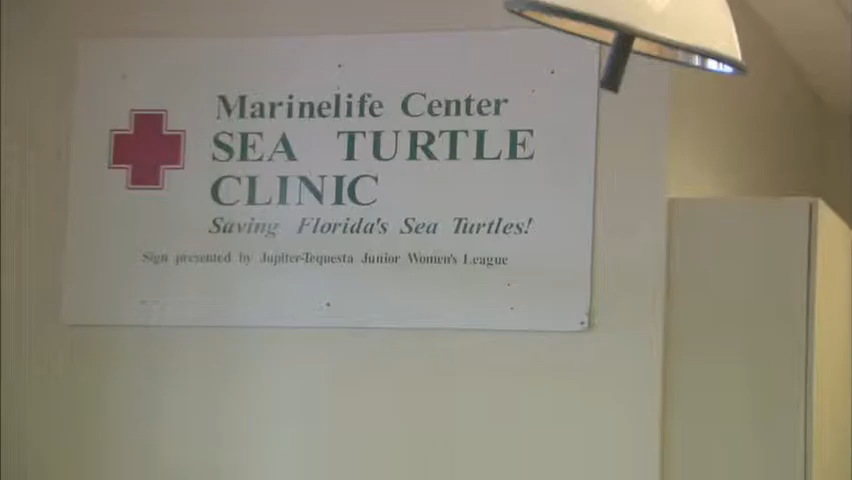 Marinelife Center
SEA TURTLE
CLINIC
Saving Florida's Sea Turtles!
Sign presented by Jupiter-Tequesta Junior Women's League